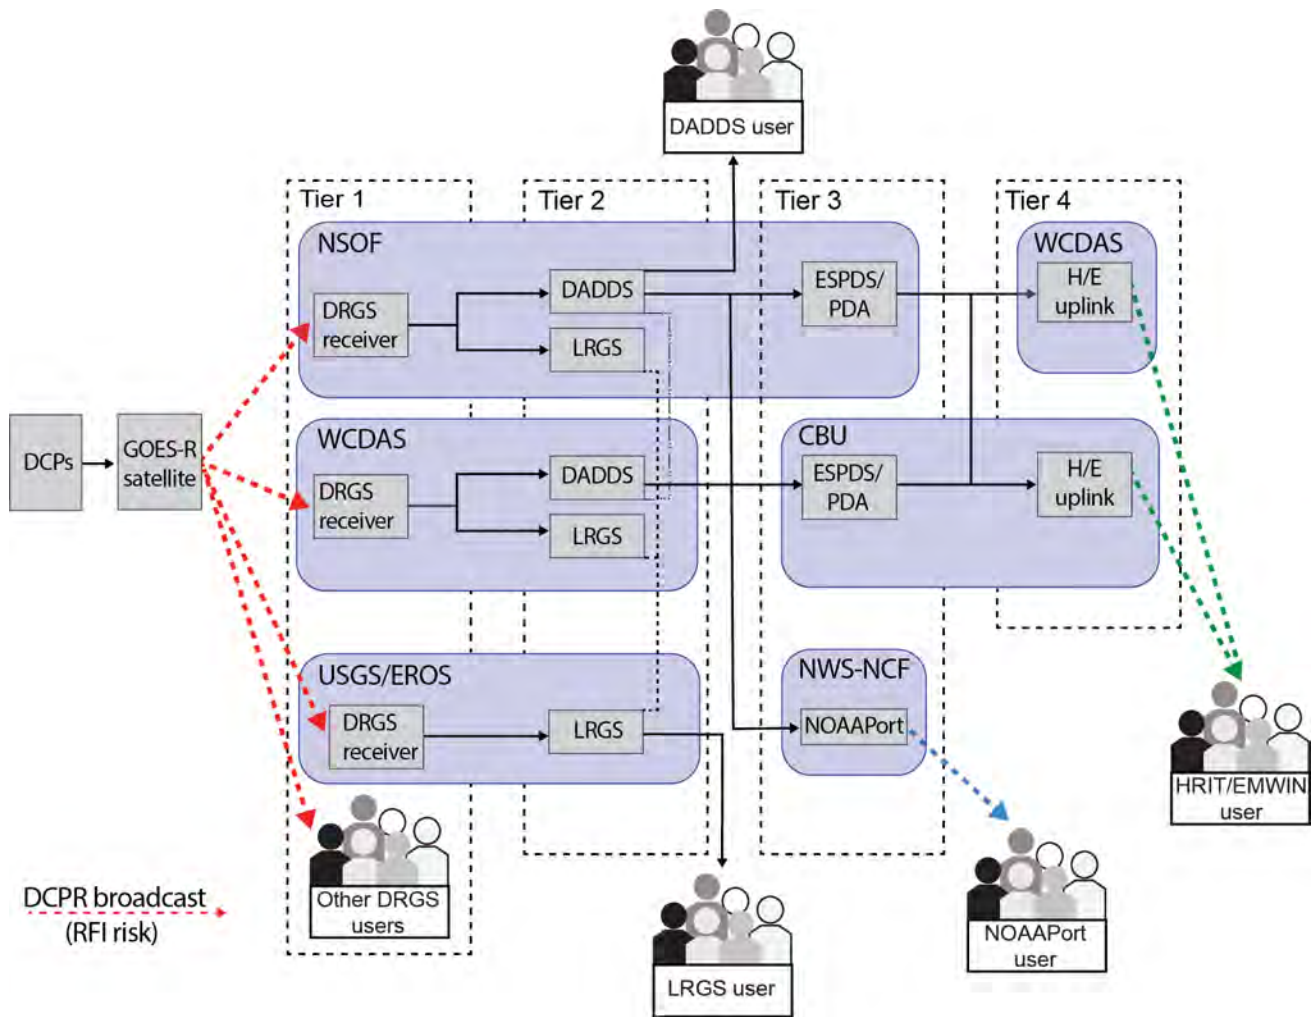 DADDS user
Tier 1
Tier 2
Tier 3
Tier 4
NSOF
DRGS
receiver
DADDS
LRGS
ESPDS/
PDA
WCDAS
H/E
uplink
DCPs
GOES-R
satellite
WCDAS
DRGS
receiver
DADDS
LRGS
CBU
ESPDS/
PDA
H/E
uplink
USGS/EROS
DRGS
receiver
LRGS
NWS-NCF
NOAAPort
HRIT/EMWIN
user
DCPR broadcast
(RFI risk)
Other DRGS
users
LRGS user
NOAAPort
user